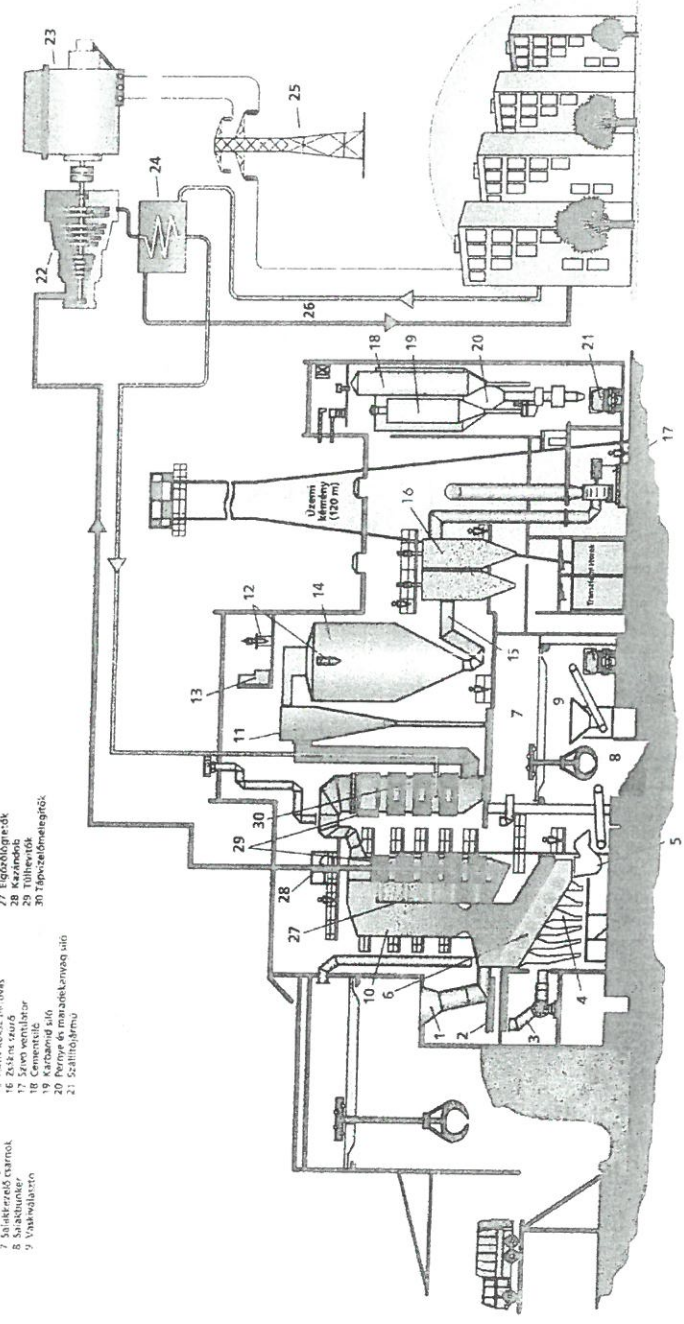 7 Salakkezelő csarnok
8 Salakbunker
9 Vaskiválasztó
16 Zsákos szűrő
17 Szívó ventilátor
18 Cementsiló
19 Karbamid siló
20 Pernye és maradékanyag siló
21 Szállítójármű
27 Elgőzölögtetők
28 Kazándob
29 Túlhevítők
30 Tápvízelőmelegítők
1
2
3
4
5
6
7
8
9
10
11
12
13
14
15
16
17
18
19
20
21
22
23
24
25
26
27
28
29
30
Üzemi
kémény
(120 m)